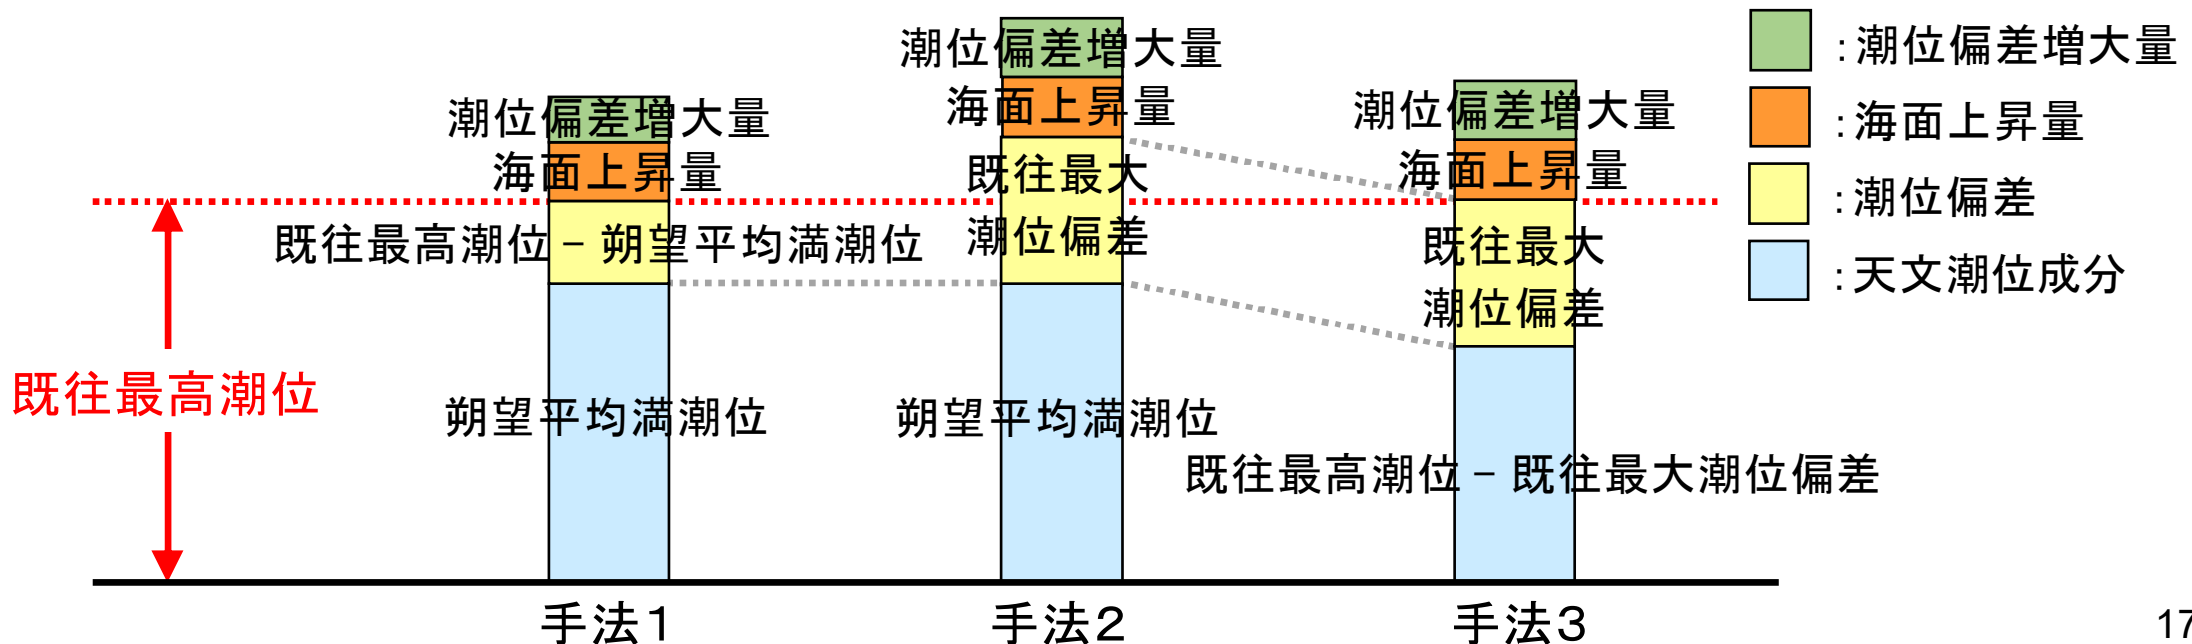 潮位偏差増大量
海面上昇量
既往最高潮位 − 朔望平均満潮位
朔望平均満潮位
潮位偏差増大量
海面上昇量
既往最大
潮位偏差
朔望平均満潮位
潮位偏差増大量
海面上昇量
既往最大
潮位偏差
既往最高潮位 − 既往最大潮位偏差
:潮位偏差増大量
:海面上昇量
:潮位偏差
:天文潮位成分
既往最高潮位
手法1
手法2
手法3
17